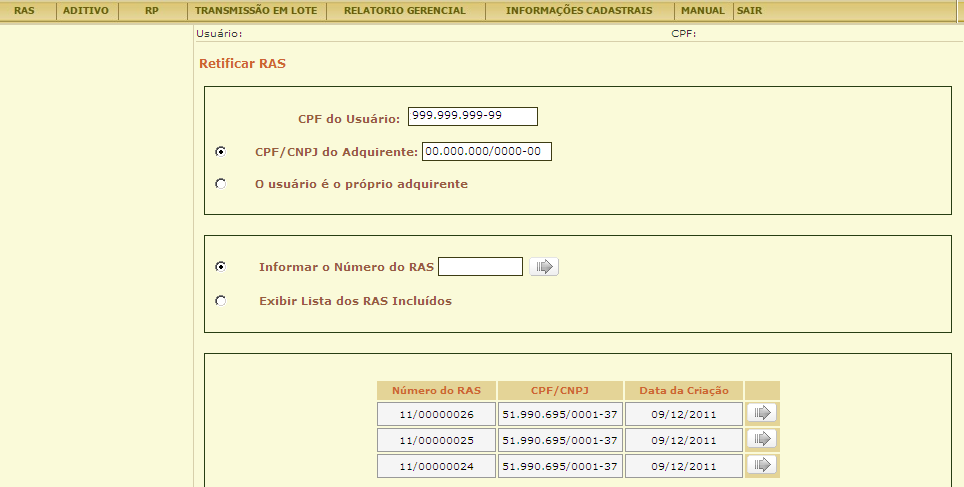 RAS ADITIVO RP TRANSMISSÃO EM LOTE RELATORIO GERENCIAL INFORMAÇÕES CADASTRAIS MANUAL SAIR
Usuário: CPF:
Retificar RAS
CPF do Usuário: 999.999.999-99
CPF/CNPJ do Adquirente: 00.000.000/0000-00
O usuário é o próprio adquirente
Informar o Número do RAS
Exibir Lista dos RAS Incluídos
Número do RAS CPF/CNPJ Data da Criação
11/00000026 51.990.695/0001-37 09/12/2011
11/00000025 51.990.695/0001-37 09/12/2011
11/00000024 51.990.695/0001-37 09/12/2011